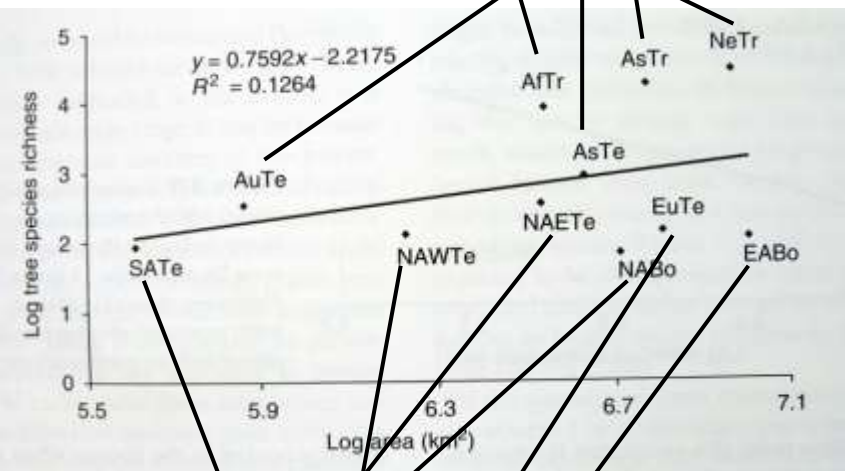 5
4
3
2
1
0
Log tree species richness
y = 0.7592x – 2.2175
R² = 0.1264
NeTr
AsTr
AfTr
AsTe
AuTe
EuTe
NAETe
NAWTe
EABo
SATe
NABo
5.5 5.9 6.3 6.7 7.1
Log area (km²)